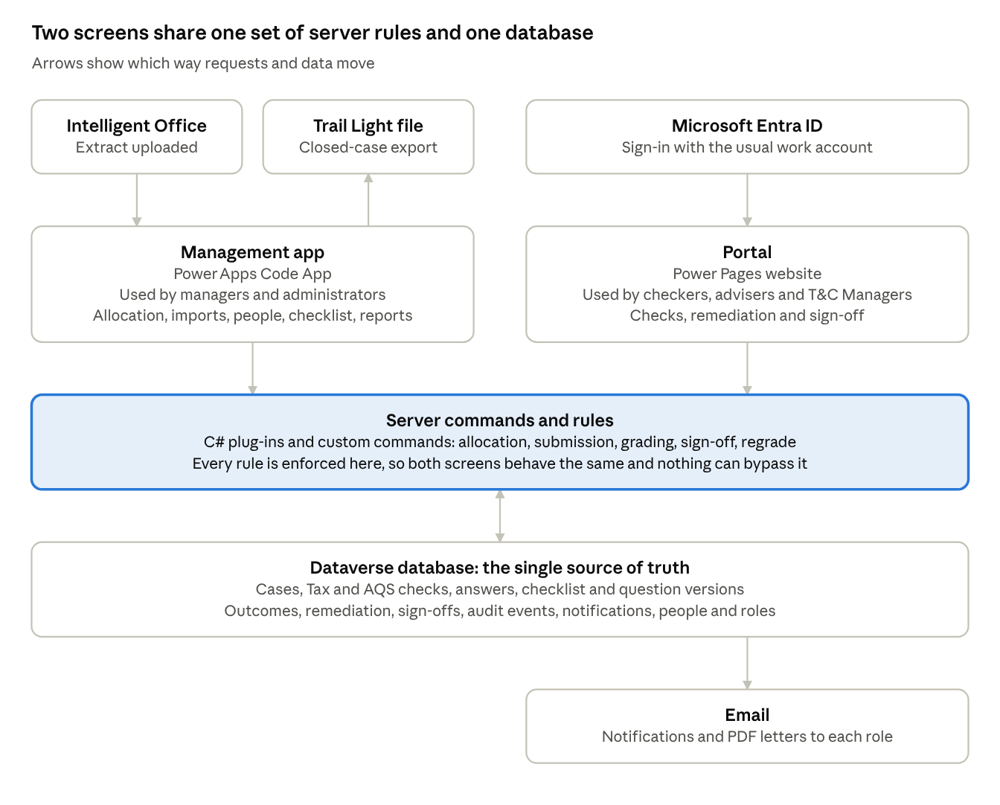 Two screens share one set of server rules and one database
Arrows show which way requests and data move
Intelligent Office
Extract uploaded
Trail Light file
Closed-case export
Microsoft Entra ID
Sign-in with the usual work account
Management app
Power Apps Code App
Used by managers and administrators
Allocation, imports, people, checklist, reports
Portal
Power Pages website
Used by checkers, advisers and T&C Managers
Checks, remediation and sign-off
Server commands and rules
C# plug-ins and custom commands: allocation, submission, grading, sign-off, regrade
Every rule is enforced here, so both screens behave the same and nothing can bypass it
Dataverse database: the single source of truth
Cases, Tax and AQS checks, answers, checklist and question versions
Outcomes, remediation, sign-offs, audit events, notifications, people and roles
Email
Notifications and PDF letters to each role